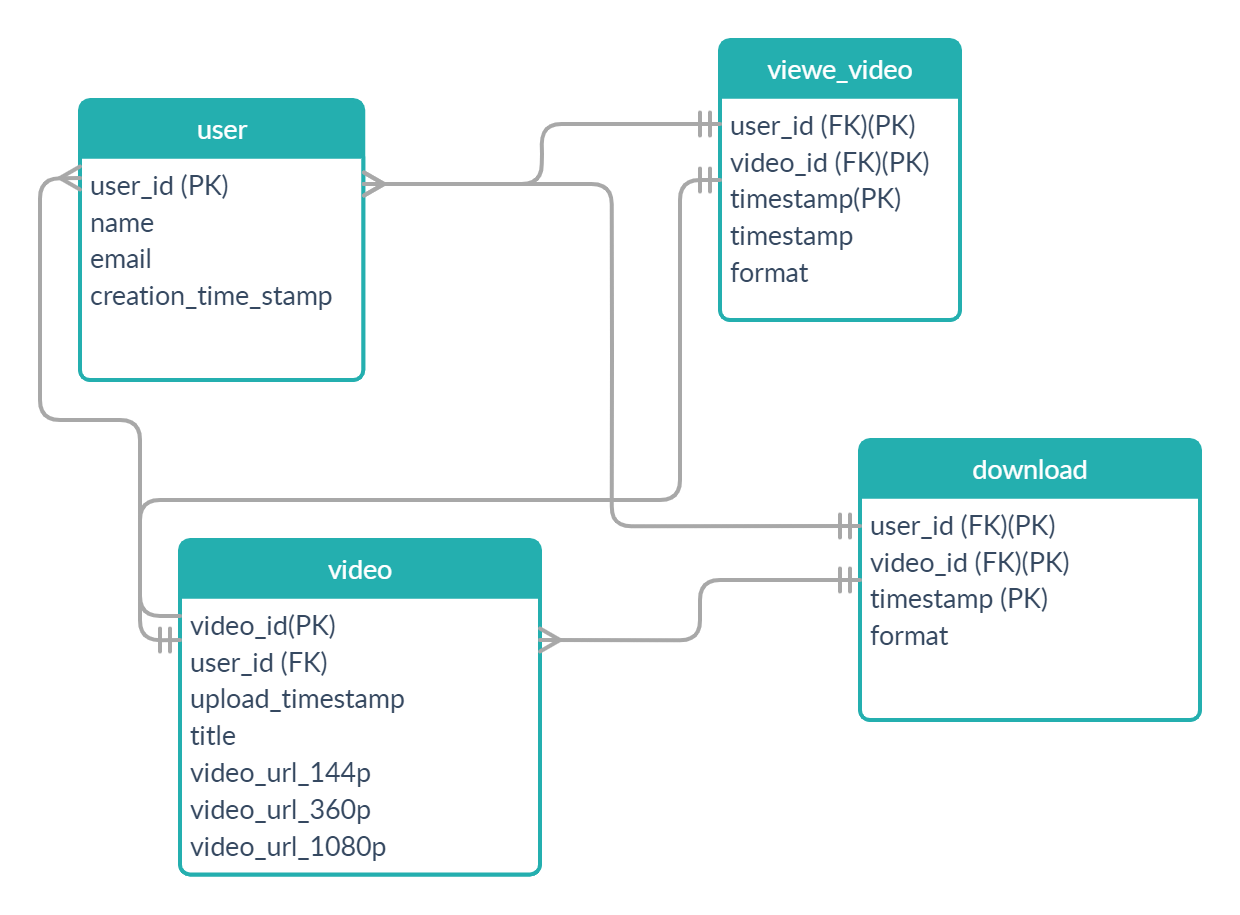 user
user_id (PK)
name
email
creation_time_stamp
viewe_video
user_id (FK)(PK)
video_id (FK)(PK)
timestamp(PK)
timestamp
format
video
video_id(PK)
user_id (FK)
upload_timestamp
title
video_url_144p
video_url_360p
video_url_1080p
download
user_id (FK)(PK)
video_id (FK)(PK)
timestamp (PK)
format